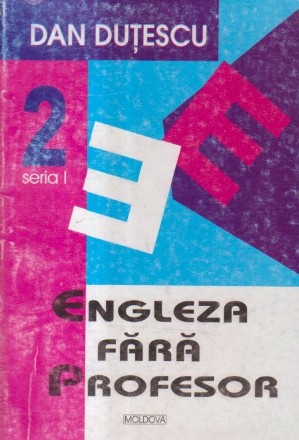 DAN DUȚESCU
2
seria I
E
E
ENGLEZA
FĂRĂ
PROFESOR
MOLDOVA